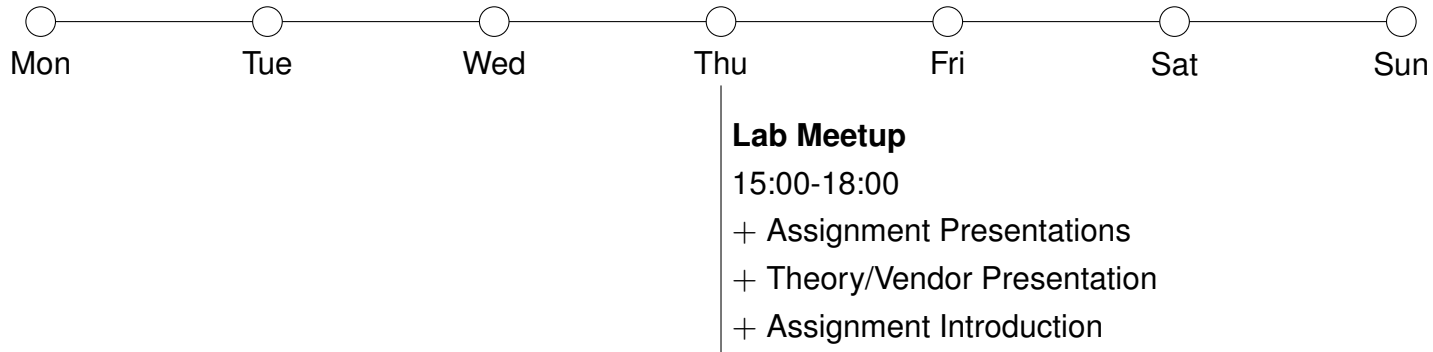 Mon Tue Wed Thu Fri Sat Sun
Lab Meetup
15:00-18:00
+ Assignment Presentations
+ Theory/Vendor Presentation
+ Assignment Introduction